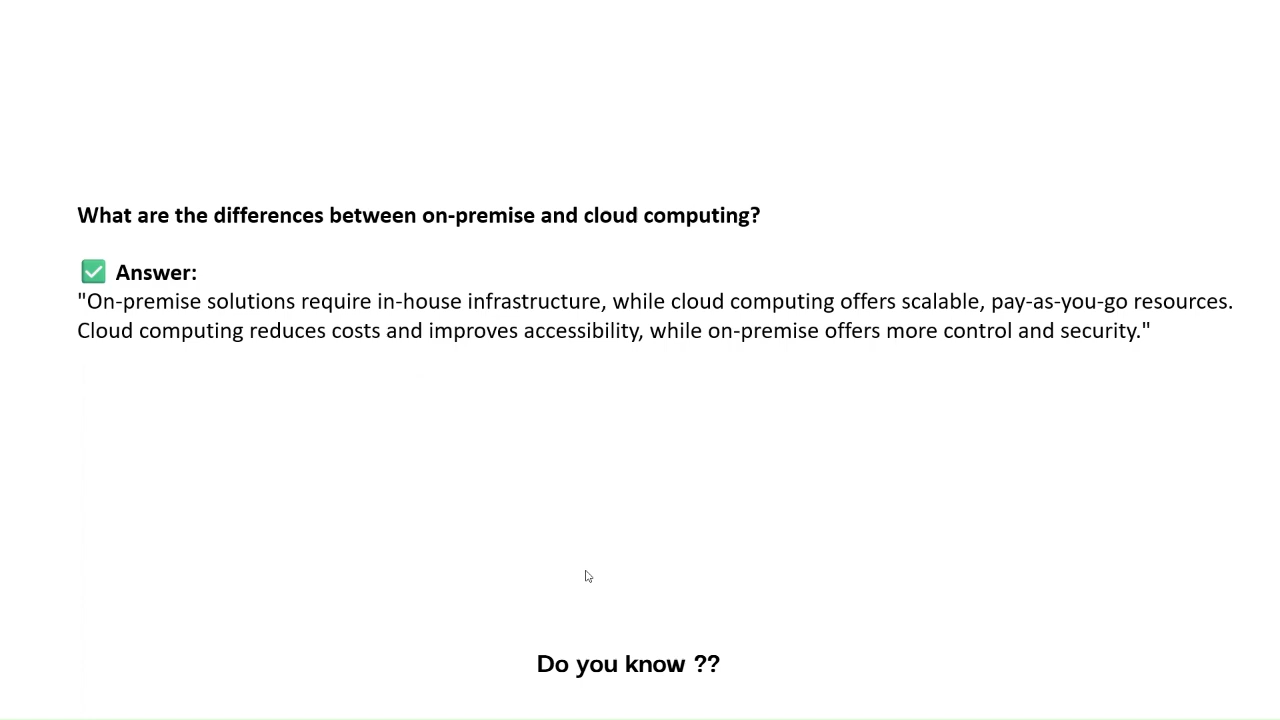 What are the differences between on-premise and cloud computing?
✅ Answer:
"On-premise solutions require in-house infrastructure, while cloud computing offers scalable, pay-as-you-go resources.
Cloud computing reduces costs and improves accessibility, while on-premise offers more control and security."
Do you know ??